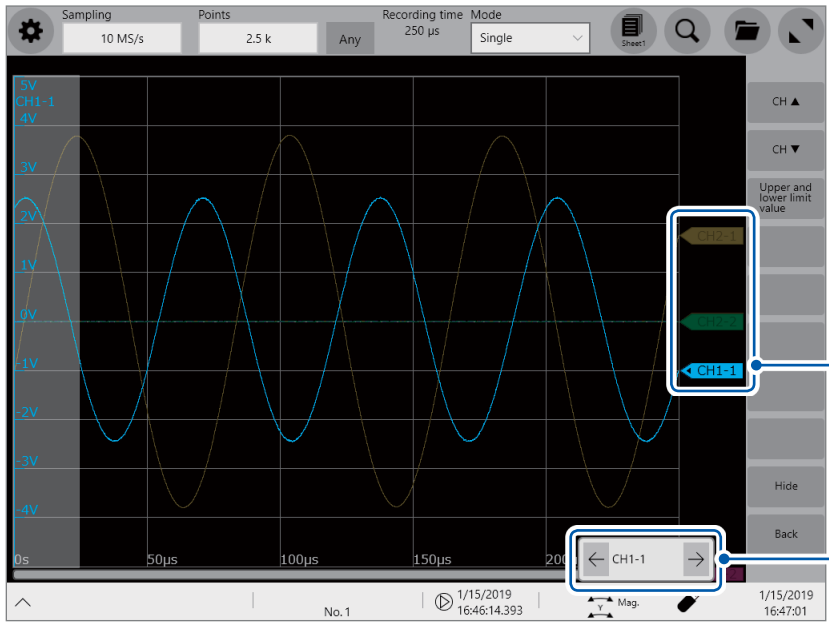 Sampling
10 MS/s
Points
2.5 k
Any
Recording time
250 µs
Mode
Single
Sheet1
5V
CH1-1
4V
3V
2V
1V
0V
-1V
-2V
-3V
-4V
0s
50µs
100µs
150µs
CH2-1
CH2-2
CH1-1
CH1-1
CH ▲
CH ▼
Upper and
lower limit
value
Hide
Back
No. 1
1/15/2019
16:46:14.393
Y
Mag.
1/15/2019
16:47:01